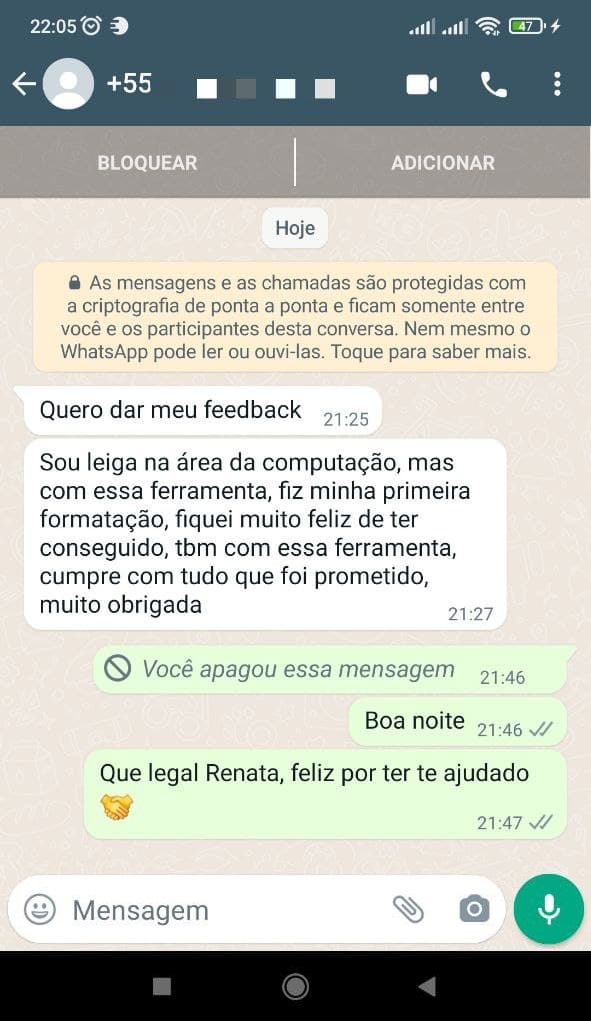 22:05
47
+55
BLOQUEAR
ADICIONAR
Hoje
As mensagens e as chamadas são protegidas com
a criptografia de ponta a ponta e ficam somente entre
você e os participantes desta conversa. Nem mesmo o
WhatsApp pode ler ou ouvi-las. Toque para saber mais.
Quero dar meu feedback 21:25
Sou leiga na área da computação, mas
com essa ferramenta, fiz minha primeira
formatação, fiquei muito feliz de ter
conseguido, tbm com essa ferramenta,
cumpre com tudo que foi prometido,
muito obrigada
21:27
Você apagou essa mensagem 21:46
Boa noite 21:46
Que legal Renata, feliz por ter te ajudado
🤝
21:47
Mensagem